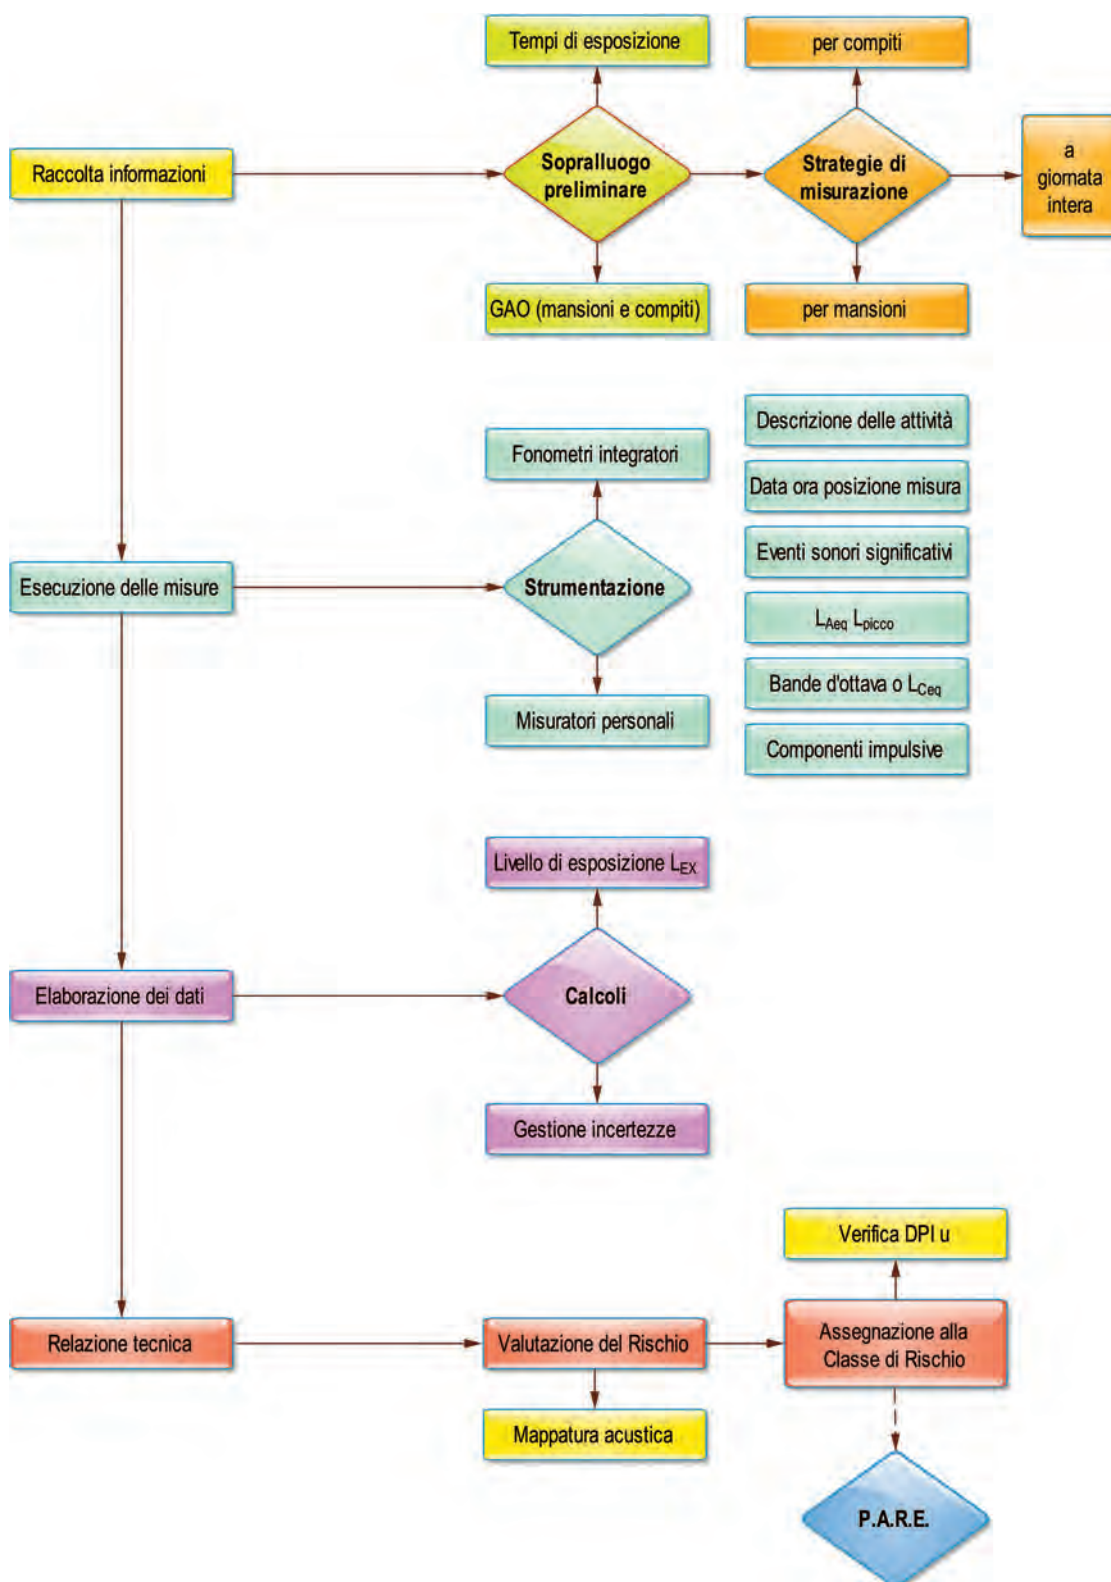 Tempi di esposizione
per compiti
Raccolta informazioni
Sopralluogo
preliminare
Strategie di
misurazione
a
giornata
intera
GAO (mansioni e compiti)
per mansioni
Descrizione delle attività
Fonometri integratori
Data ora posizione misura
Eventi sonori significativi
Esecuzione delle misure
Strumentazione
LAeq Lpicco
Bande d'ottava o LCeq
Misuratori personali
Componenti impulsive
Livello di esposizione LEX
Elaborazione dei dati
Calcoli
Gestione incertezze
Verifica DPI u
Relazione tecnica
Valutazione del Rischio
Assegnazione alla
Classe di Rischio
Mappatura acustica
P.A.R.E.